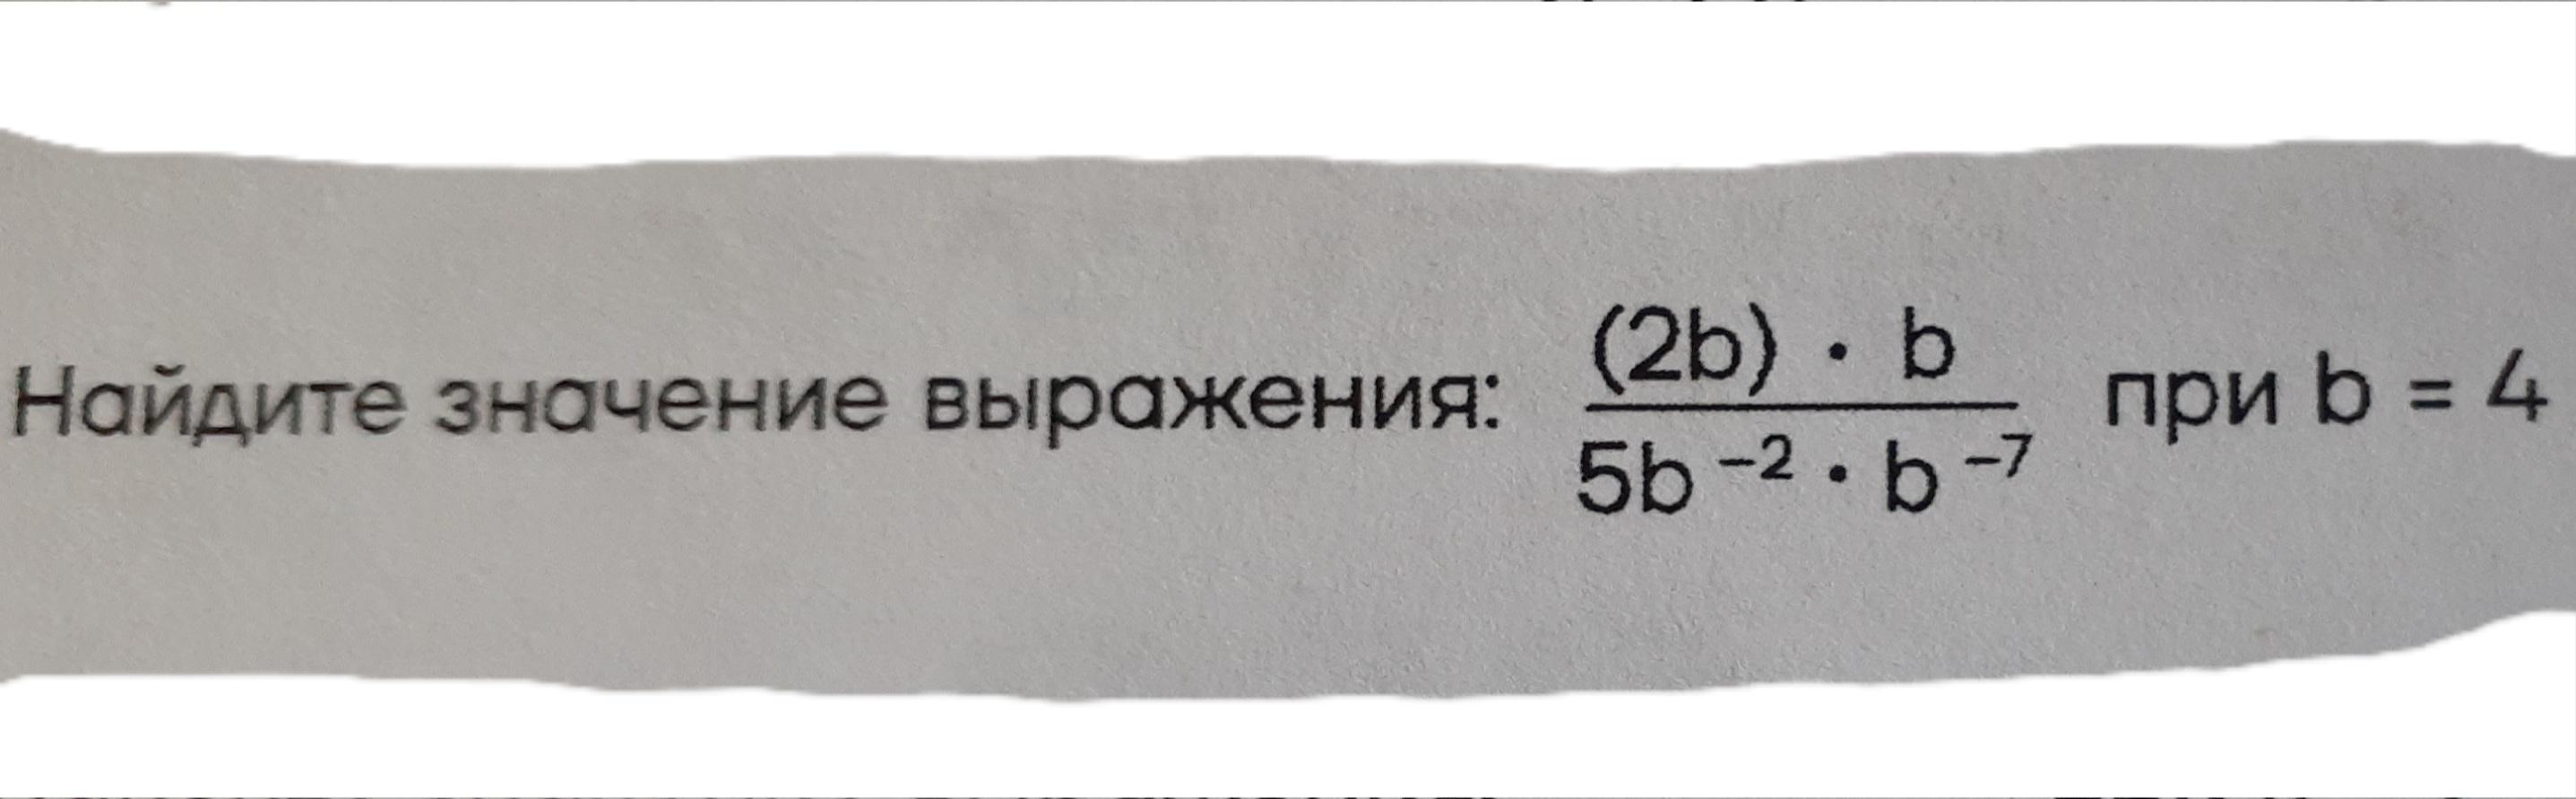 Найдите значение выражения: (2b) · b / 5b⁻² · b⁻⁷ при b = 4